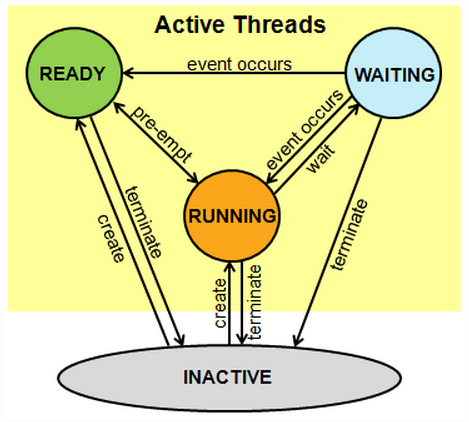 Active Threads
READY
event occurs
WAITING
pre-empt
event occurs
wait
RUNNING
create
terminate
create
terminate
terminate
INACTIVE